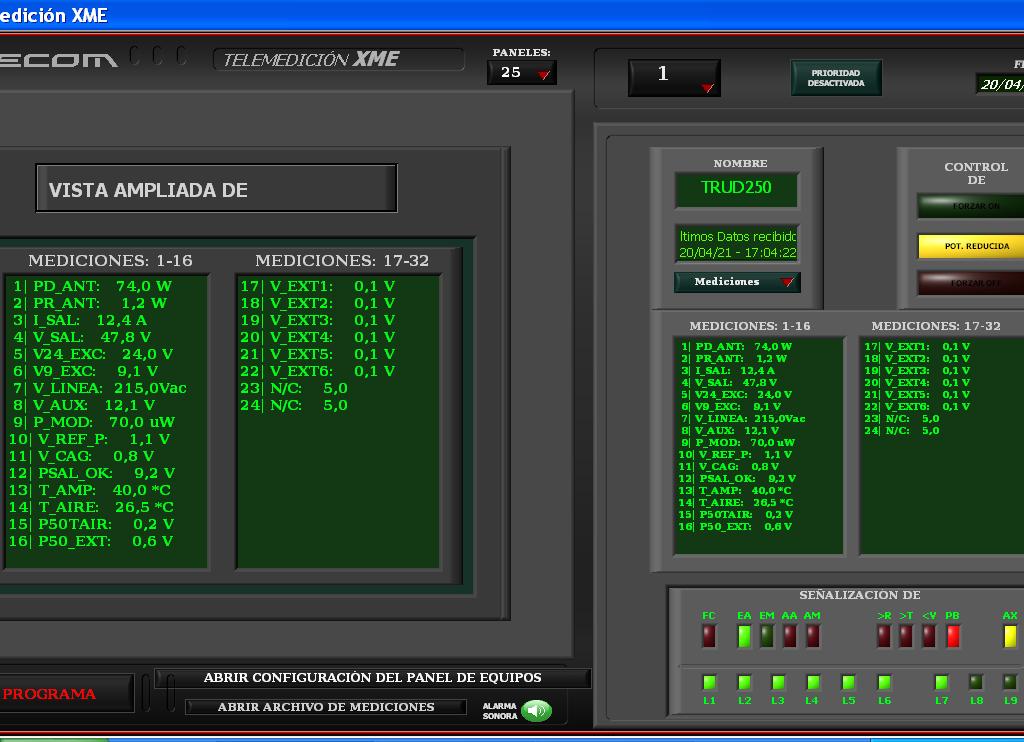 edición XME
ECOM
TELEMEDICIÓN XME
PANELES:
25
1
PRIORIDAD
DESACTIVADA
20/04/
VISTA AMPLIADA DE
MEDICIONES: 1-16
1| PD_ANT: 74,0 W
2| PR_ANT: 1,2 W
3| I_SAL: 12,4 A
4| V_SAL: 47,8 V
5| V24_EXC: 24,0 V
6| V9_EXC: 9,1 V
7| V_LINEA: 215,0Vac
8| V_AUX: 12,1 V
9| P_MOD: 70,0 uW
10| V_REF_P: 1,1 V
11| V_CAG: 0,8 V
12| PSAL_OK: 9,2 V
13| T_AMP: 40,0 *C
14| T_AIRE: 26,5 *C
15| P50TAIR: 0,2 V
16| P50_EXT: 0,6 V
MEDICIONES: 17-32
17| V_EXT1: 0,1 V
18| V_EXT2: 0,1 V
19| V_EXT3: 0,1 V
20| V_EXT4: 0,1 V
21| V_EXT5: 0,1 V
22| V_EXT6: 0,1 V
23| N/C: 5,0
24| N/C: 5,0
NOMBRE
TRUD250
ltimos Datos recibido
20/04/21 - 17:04:22
Mediciones
CONTROL
DE
FORZAR ON
POT. REDUCIDA
FORZAR OFF
MEDICIONES: 1-16
1| PD_ANT: 74,0 W
2| PR_ANT: 1,2 W
3| I_SAL: 12,4 A
4| V_SAL: 47,8 V
5| V24_EXC: 24,0 V
6| V9_EXC: 9,1 V
7| V_LINEA: 215,0Vac
8| V_AUX: 12,1 V
9| P_MOD: 70,0 uW
10| V_REF_P: 1,1 V
11| V_CAG: 0,8 V
12| PSAL_OK: 9,2 V
13| T_AMP: 40,0 *C
14| T_AIRE: 26,5 *C
15| P50TAIR: 0,2 V
16| P50_EXT: 0,6 V
MEDICIONES: 17-32
17| V_EXT1: 0,1 V
18| V_EXT2: 0,1 V
19| V_EXT3: 0,1 V
20| V_EXT4: 0,1 V
21| V_EXT5: 0,1 V
22| V_EXT6: 0,1 V
23| N/C: 5,0
24| N/C: 5,0
SEÑALIZACION DE
FC EA EM AA AM >R >T <V PB AX
L1 L2 L3 L4 L5 L6 L7 L8 L9
PROGRAMA
ABRIR CONFIGURACIÒN DEL PANEL DE EQUIPOS
ABRIR ARCHIVO DE MEDICIONES
ALARMA
SONORA